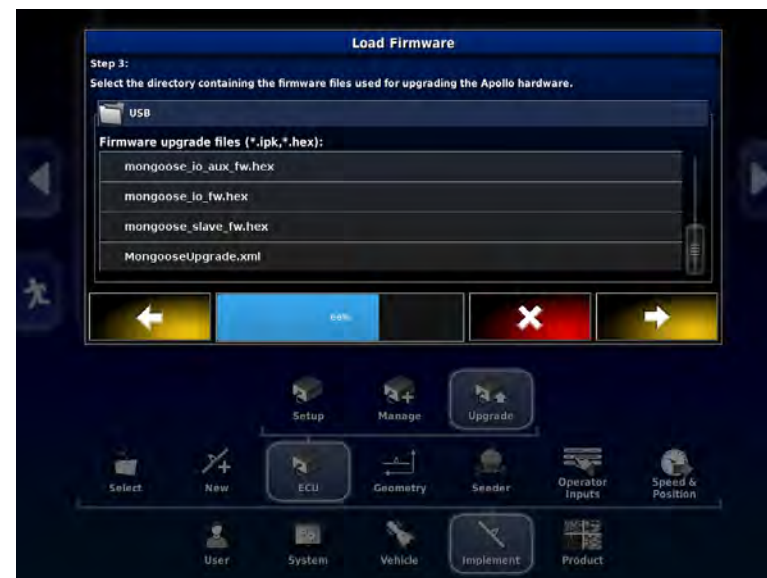 Load Firmware
Step 3:
Select the directory containing the firmware files used for upgrading the Apollo hardware.
USB
Firmware upgrade files (*.ipk,*.hex):
mongoose_io_aux_fw.hex
mongoose_io_fw.hex
mongoose_slave_fw.hex
MongooseUpgrade.xml
66%
Setup
Manage
Upgrade
Select
New
ECU
Geometry
Seeder
Operator
Inputs
Speed &
Position
User
System
Vehicle
Implement
Product